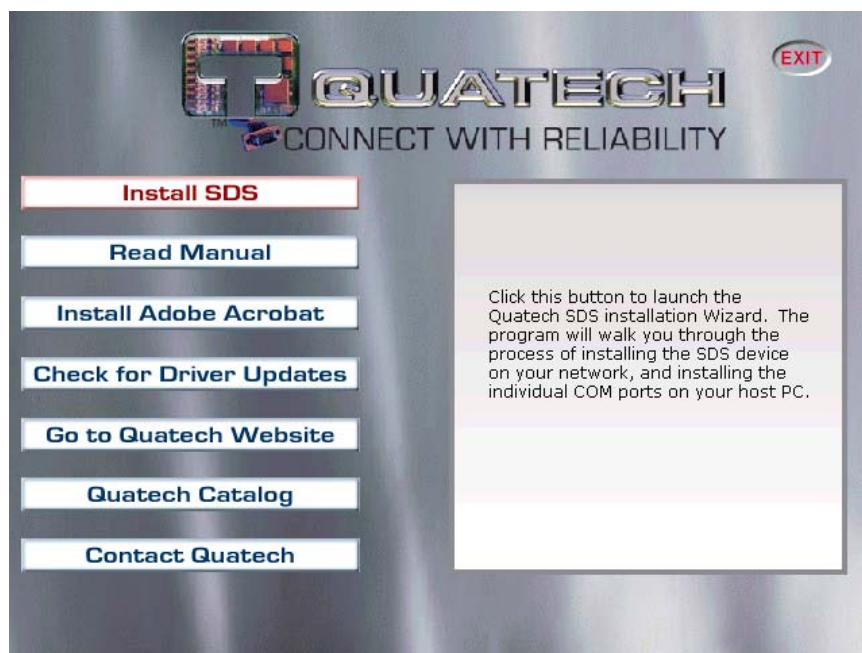 EXIT
QUATECH
TM
CONNECT WITH RELIABILITY
Install SDS
Read Manual
Install Adobe Acrobat
Check for Driver Updates
Go to Quatech Website
Quatech Catalog
Contact Quatech
Click this button to launch the
Quatech SDS installation Wizard. The
program will walk you through the
process of installing the SDS device
on your network, and installing the
individual COM ports on your host PC.